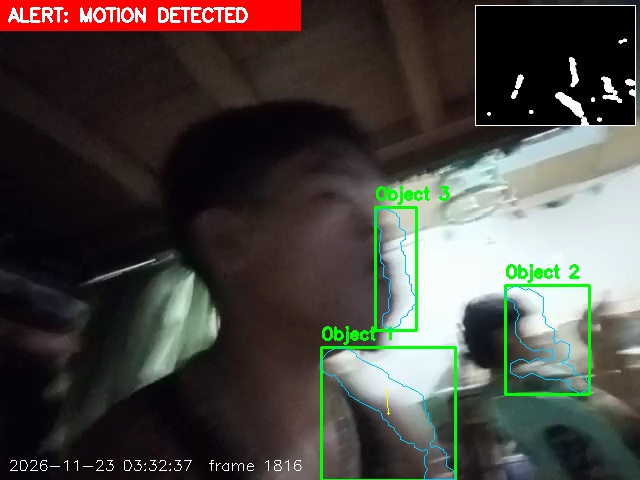 ALERT: MOTION DETECTED
Object 3
Object 2
Object 1
2026-11-23 03:32:37 frame 1816